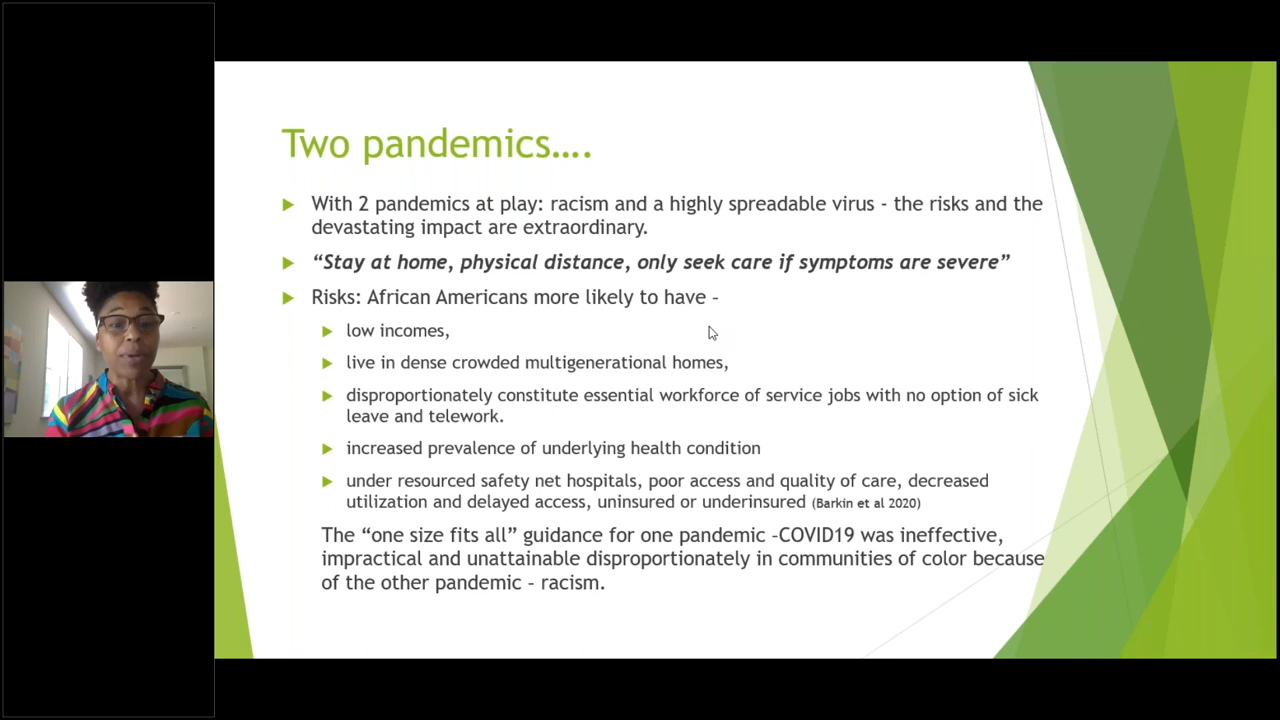 Two pandemics....
With 2 pandemics at play: racism and a highly spreadable virus - the risks and the
devastating impact are extraordinary.
“Stay at home, physical distance, only seek care if symptoms are severe”
Risks: African Americans more likely to have –
low incomes,
live in dense crowded multigenerational homes,
disproportionately constitute essential workforce of service jobs with no option of sick
leave and telework.
increased prevalence of underlying health condition
under resourced safety net hospitals, poor access and quality of care, decreased
utilization and delayed access, uninsured or underinsured (Barkin et al 2020)
The “one size fits all” guidance for one pandemic –COVID19 was ineffective,
impractical and unattainable disproportionately in communities of color because
of the other pandemic – racism.